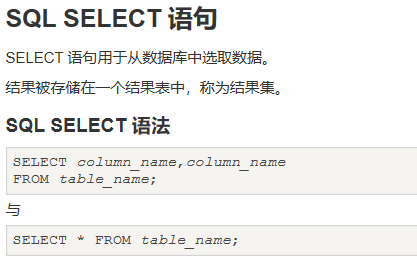 SQL SELECT 语句
SELECT 语句用于从数据库中选取数据。
结果被存储在一个结果表中，称为结果集。
SQL SELECT 语法
SELECT column_name,column_name
FROM table_name;
与
SELECT * FROM table_name;